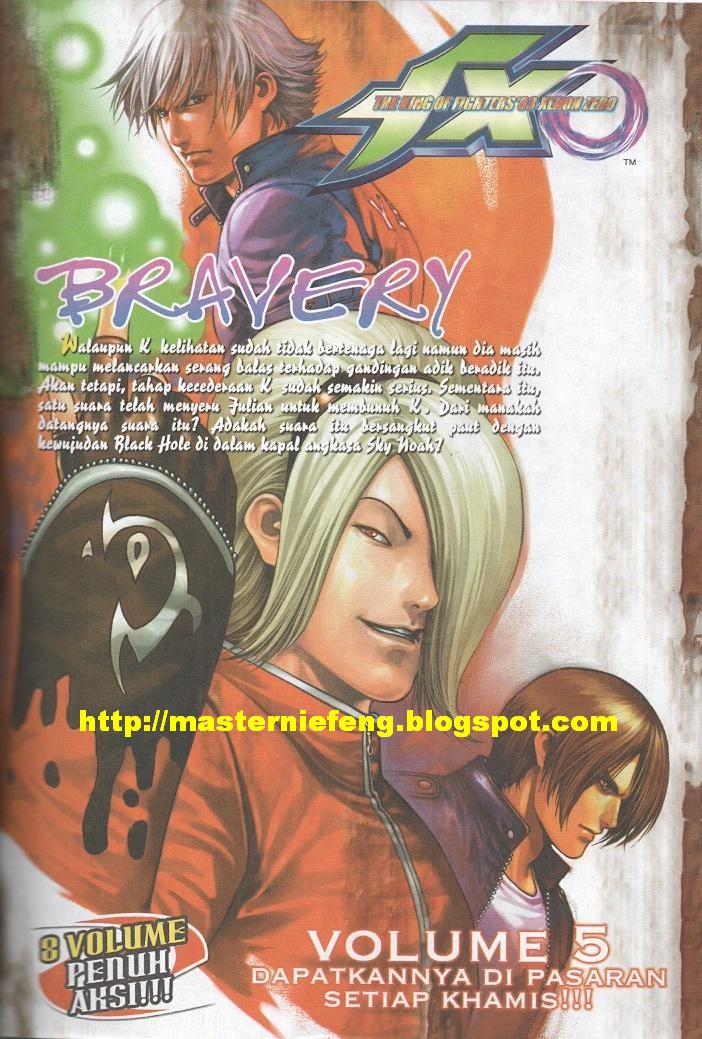 THE KING OF FIGHTERS '03 XENON ZERO
TM
BRAVERY
Walaupun K' kelihatan sudah tidak bertenaga lagi namun dia masih
mampu melancarkan serang balas terhadap gandingan adik beradik itu.
Akan tetapi, tahap kecederaan K' sudah semakin serius. Sementara itu,
satu suara telah menyeru Julian untuk membunuh K'. Dari manakah
datangnya suara itu? Adakah suara itu bersangkut paut dengan
kewujudan Black Hole di dalam kapal angkasa Sky Noah?
http://masterniefeng.blogspot.com
8 VOLUME
PENUH
AKSI!!!
VOLUME 5
DAPATKANNYA DI PASARAN
SETIAP KHAMIS!!!